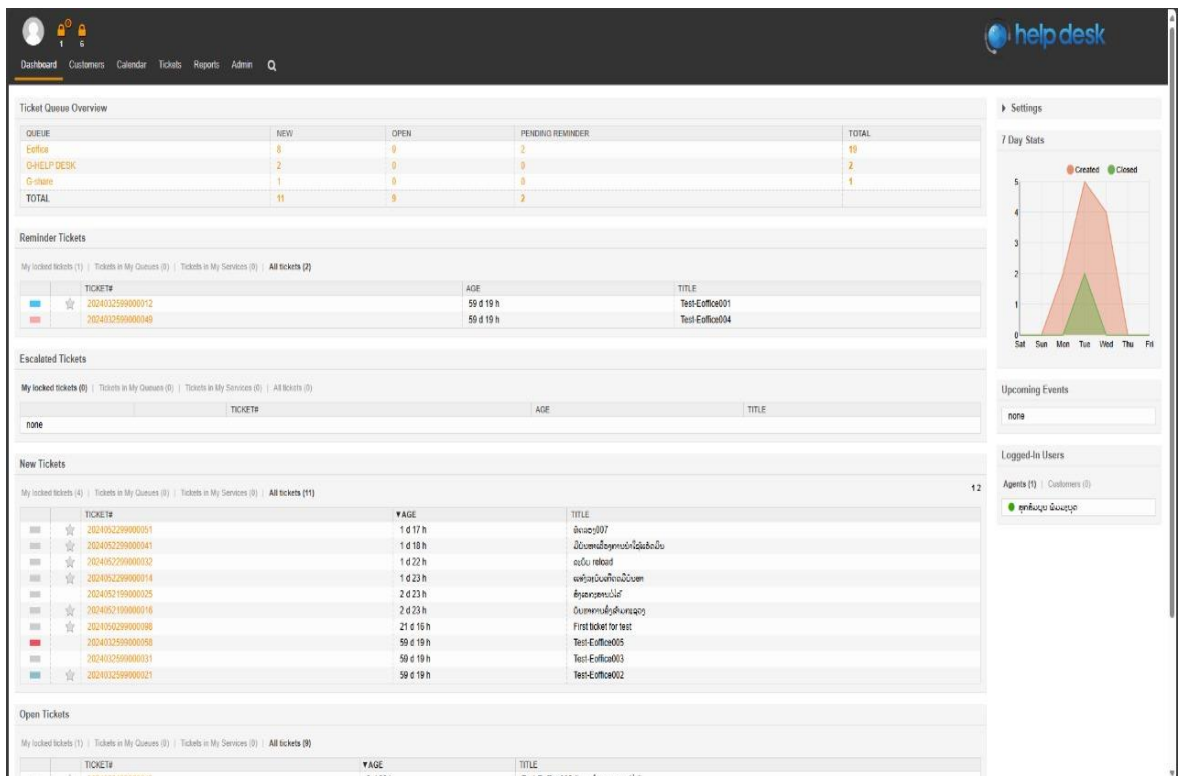 1 6
help desk
Dashboard Customers Calendar Tickets Reports Admin
Ticket Queue Overview
QUEUE NEW OPEN PENDING REMINDER TOTAL
Eoffice 8 9 2 19
G-HELP DESK 2 0 0 2
G-share 1 0 0 1
TOTAL 11 9 2
Reminder Tickets
My locked tickets (1) | Tickets in My Queues (0) | Tickets in My Services (0) | All tickets (2)
TICKET# AGE TITLE
2024032599000012 59 d 19 h Test-Eoffice001
2024032599000049 59 d 19 h Test-Eoffice004
Escalated Tickets
My locked tickets (0) | Tickets in My Queues (0) | Tickets in My Services (0) | All tickets (0)
TICKET# AGE TITLE
none
New Tickets
My locked tickets (4) | Tickets in My Queues (0) | Tickets in My Services (0) | All tickets (11) 1 2
TICKET# ▼AGE TITLE
2024052299000051 1 d 17 h ທົດລອງ007
2024052299000041 1 d 18 h
2024052299000032 1 d 22 h reload
2024052299000014 1 d 23 h
2024052199000025 2 d 23 h
2024052199000016 2 d 23 h
2024050299000098 21 d 16 h First ticket for test
2024032599000058 59 d 19 h Test-Eoffice005
2024032599000031 59 d 19 h Test-Eoffice003
2024032599000021 59 d 19 h Test-Eoffice002
Open Tickets
My locked tickets (1) | Tickets in My Queues (0) | Tickets in My Services (0) | All tickets (9)
TICKET# ▼AGE TITLE
Settings
7 Day Stats
Created Closed
5
4
3
2
1
0
Sat Sun Mon Tue Wed Thu Fri
Upcoming Events
none
Logged-In Users
Agents (1) | Customers (0)